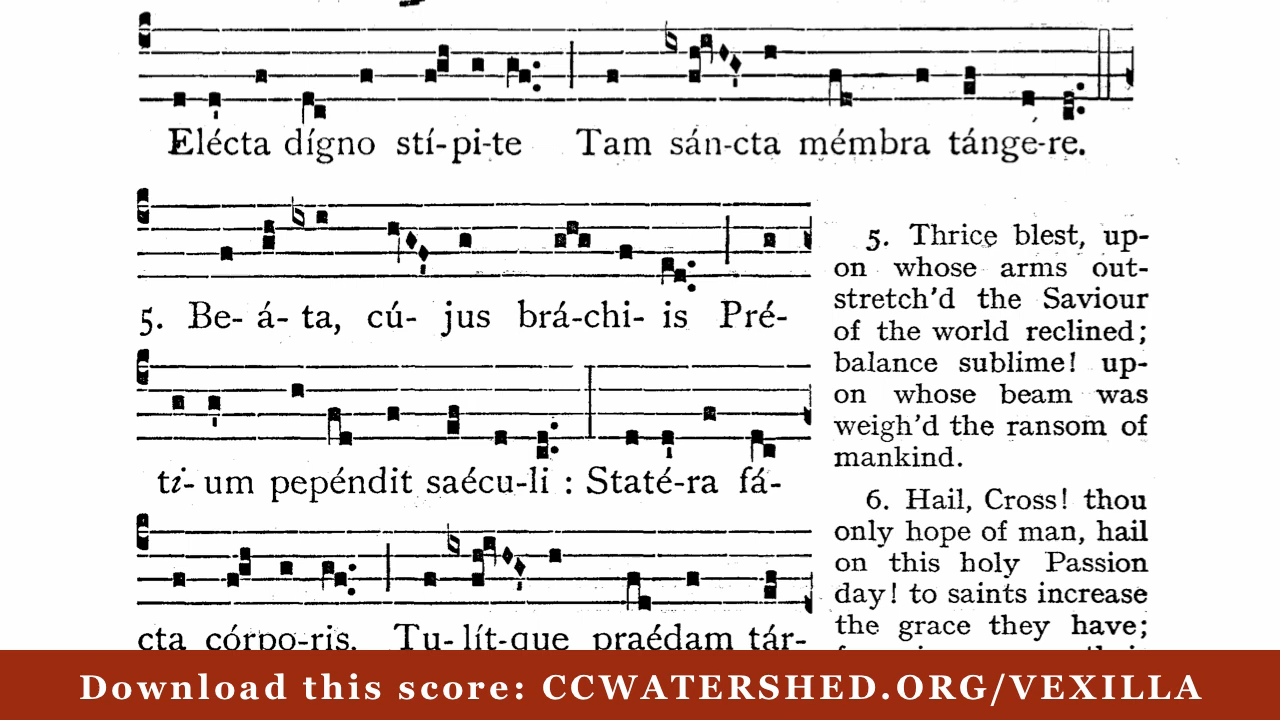 Elécta dígno stí-pi-te Tam sán-cta mémbra tánge-re.
5. Be- á- ta, cú- jus brá-chi- is Pré-
ti- um pepéndit saécu-li : Staté-ra fá-
cta córpo-ris, Tu- lít-que praédam tár-
5. Thrice blest, up-
on whose arms out-
stretch'd the Saviour
of the world reclined;
balance sublime! up-
on whose beam was
weigh'd the ransom of
mankind.
6. Hail, Cross! thou
only hope of man, hail
on this holy Passion
day! to saints increase
the grace they have;
Download this score: CCWATERSHED.ORG/VEXILLA